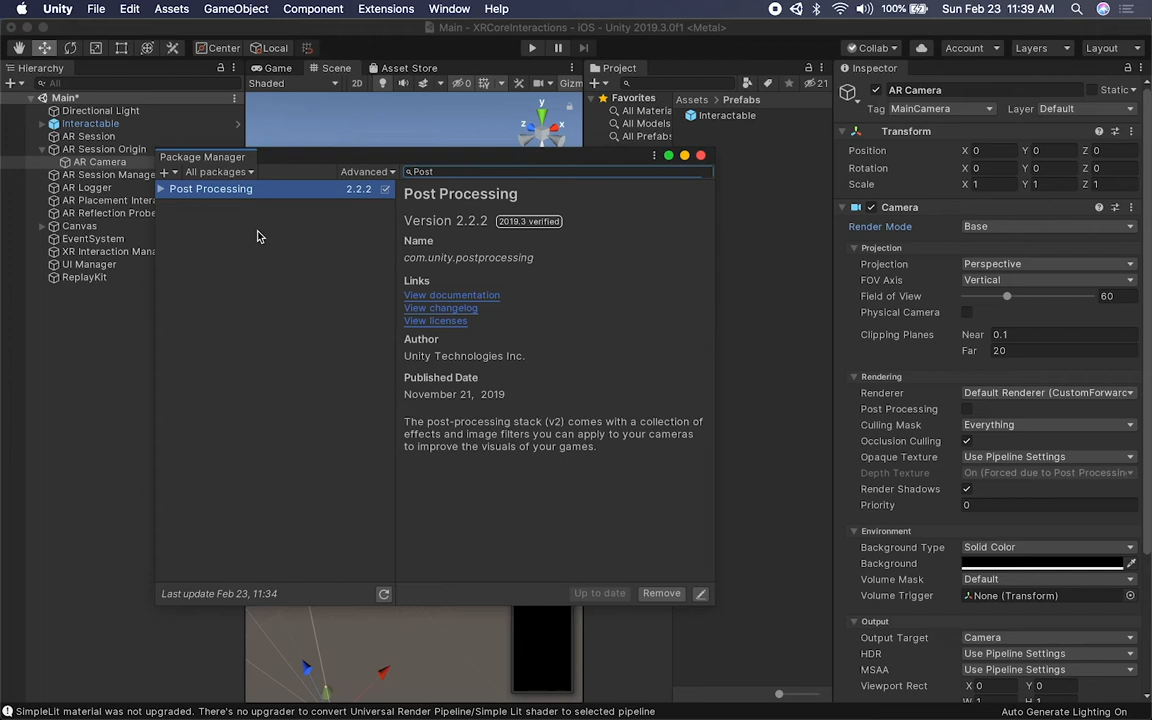 Unity File Edit Assets GameObject Component Extensions Window Help 100% Sun Feb 23 11:39 AM
Main - XRCoreInteractions - iOS - Unity 2019.3.0f1 <Metal>
Center Local Collab Account Layers Layout
Hierarchy Game Scene Asset Store Project Inspector
All Shaded 2D 0 Gizm 21
Main*
Directional Light
Interactable
AR Session
AR Session Origin
AR Camera
AR Session Manage
AR Logger
AR Placement Intera
AR Reflection Probe
Canvas
EventSystem
XR Interaction Mana
UI Manager
ReplayKit
y
z
Favorites
All Materia
All Models
All Prefabs
Assets > Prefabs
Interactable
Package Manager
All packages Advanced Post
Post Processing 2.2.2
Last update Feb 23, 11:34
Post Processing
Version 2.2.2 2019.3 verified
Name
com.unity.postprocessing
Links
View documentation
View changelog
View licenses
Author
Unity Technologies Inc.
Published Date
November 21, 2019
The post-processing stack (v2) comes with a collection of
effects and image filters you can apply to your cameras
to improve the visuals of your games.
Up to date Remove
AR Camera Static
Tag MainCamera Layer Default
Transform
Position X 0 Y 0 Z 0
Rotation X 0 Y 0 Z 0
Scale X 1 Y 1 Z 1
Camera
Render Mode Base
Projection
Projection Perspective
FOV Axis Vertical
Field of View 60
Physical Camera
Clipping Planes Near 0.1
Far 20
Rendering
Renderer Default Renderer (CustomForwarc
Post Processing
Culling Mask Everything
Occlusion Culling
Opaque Texture Use Pipeline Settings
Depth Texture On (Forced due to Post Processin
Render Shadows
Priority 0
Environment
Background Type Solid Color
Background
Volume Mask Default
Volume Trigger None (Transform)
Output
Output Target Camera
HDR Use Pipeline Settings
MSAA Use Pipeline Settings
Viewport Rect X 0 Y 0
SimpleLit material was not upgraded. There's no upgrader to convert Universal Render Pipeline/Simple Lit shader to selected pipeline
Auto Generate Lighting On